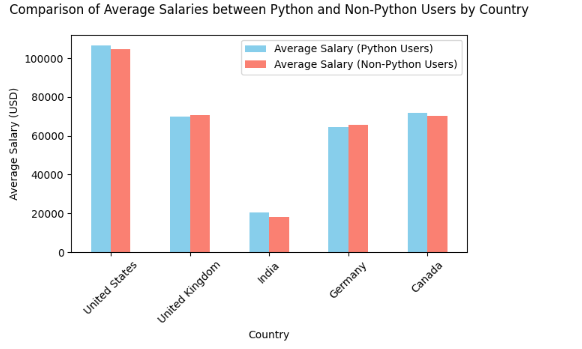 Comparison of Average Salaries between Python and Non-Python Users by Country
Average Salary (Python Users)
Average Salary (Non-Python Users)
Average Salary (USD)
100000
80000
60000
40000
20000
0
United States
United Kingdom
India
Germany
Canada
Country